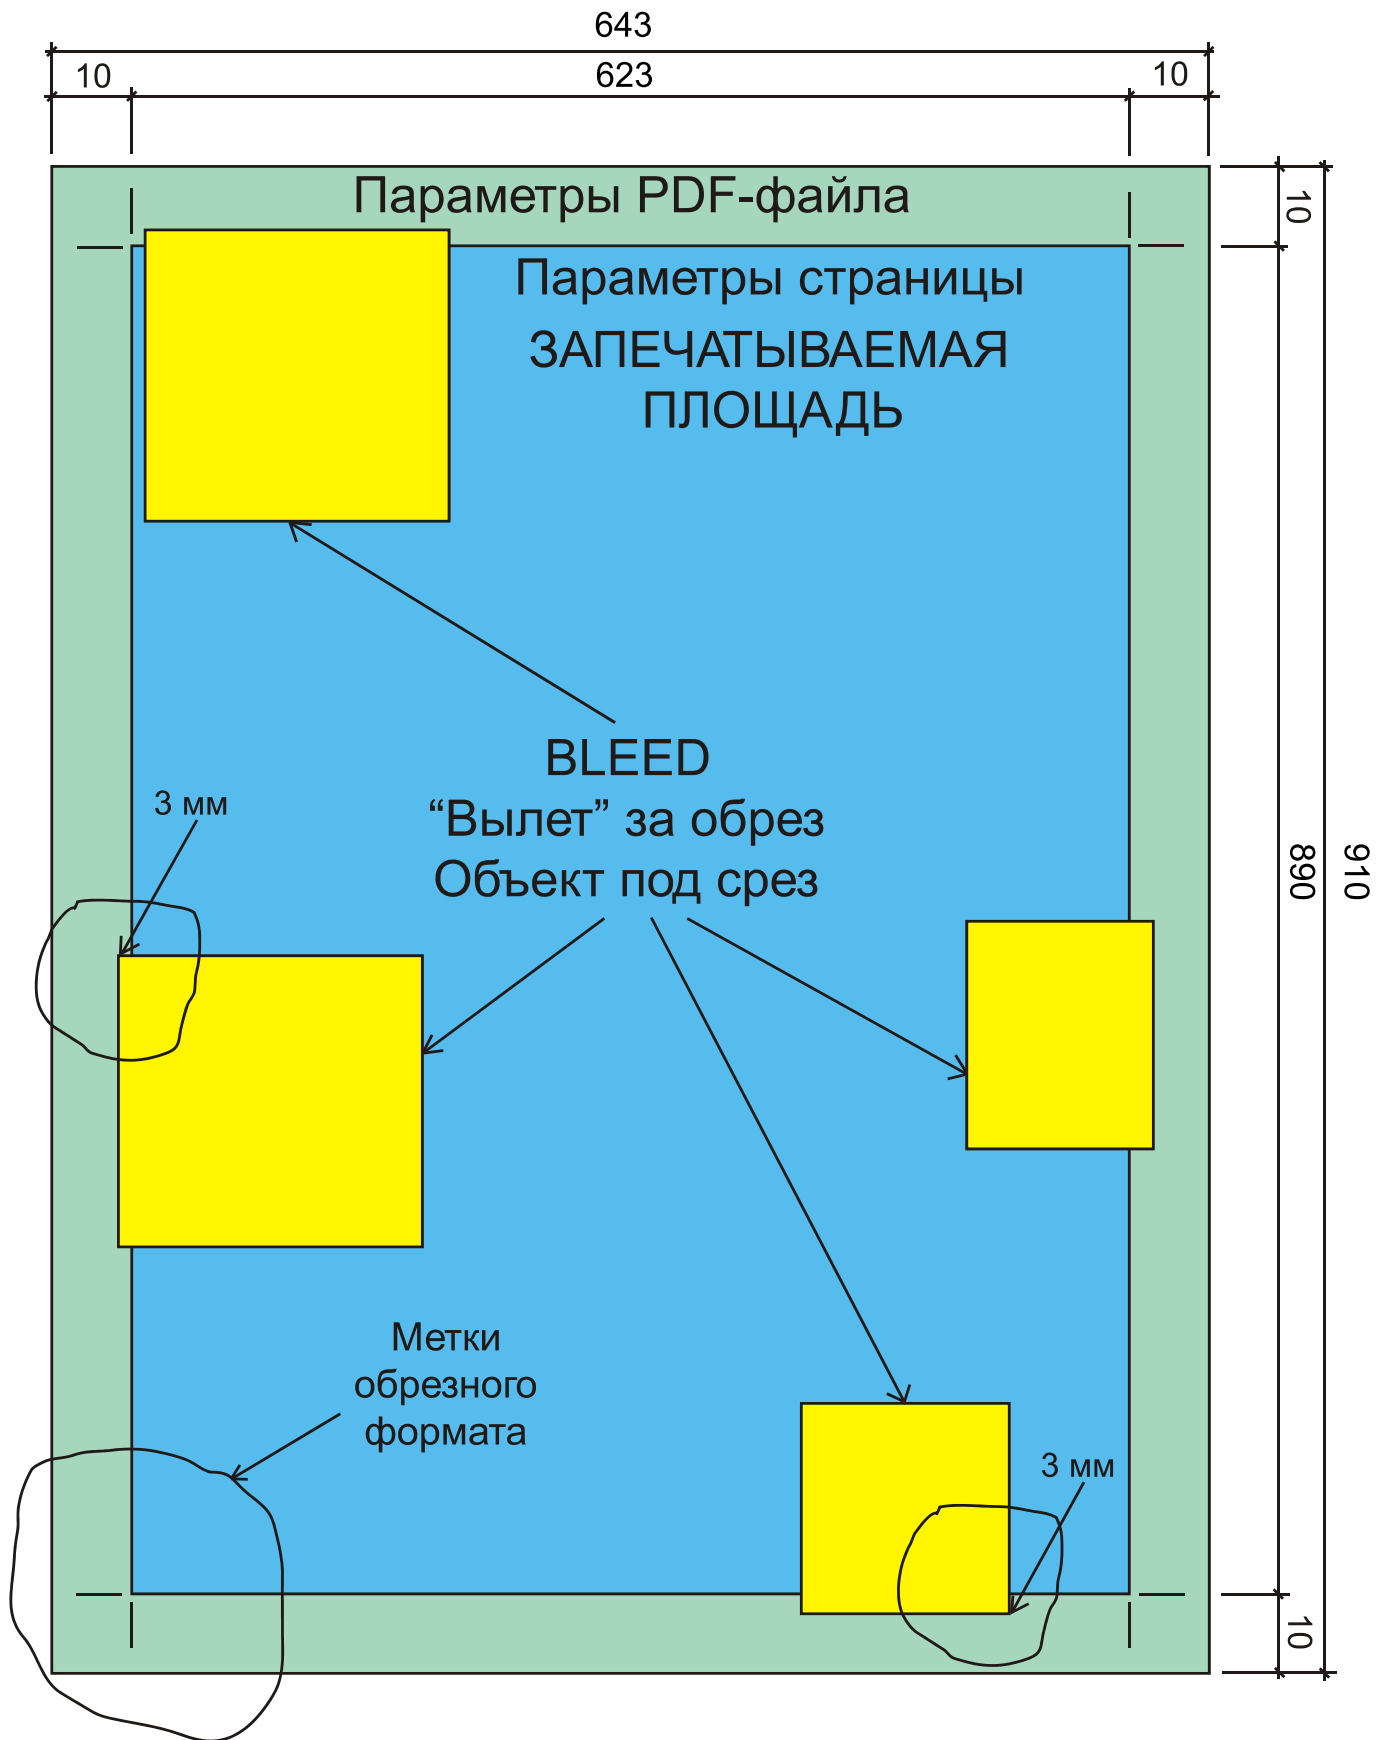 643
10
623
10
Параметры PDF-файла
10
Параметры страницы
ЗАПЕЧАТЫВАЕМАЯ
ПЛОЩАДЬ
BLEED
“Вылет” за обрез
Объект под срез
3 мм
890
910
Метки
обрезного
формата
3 мм
10